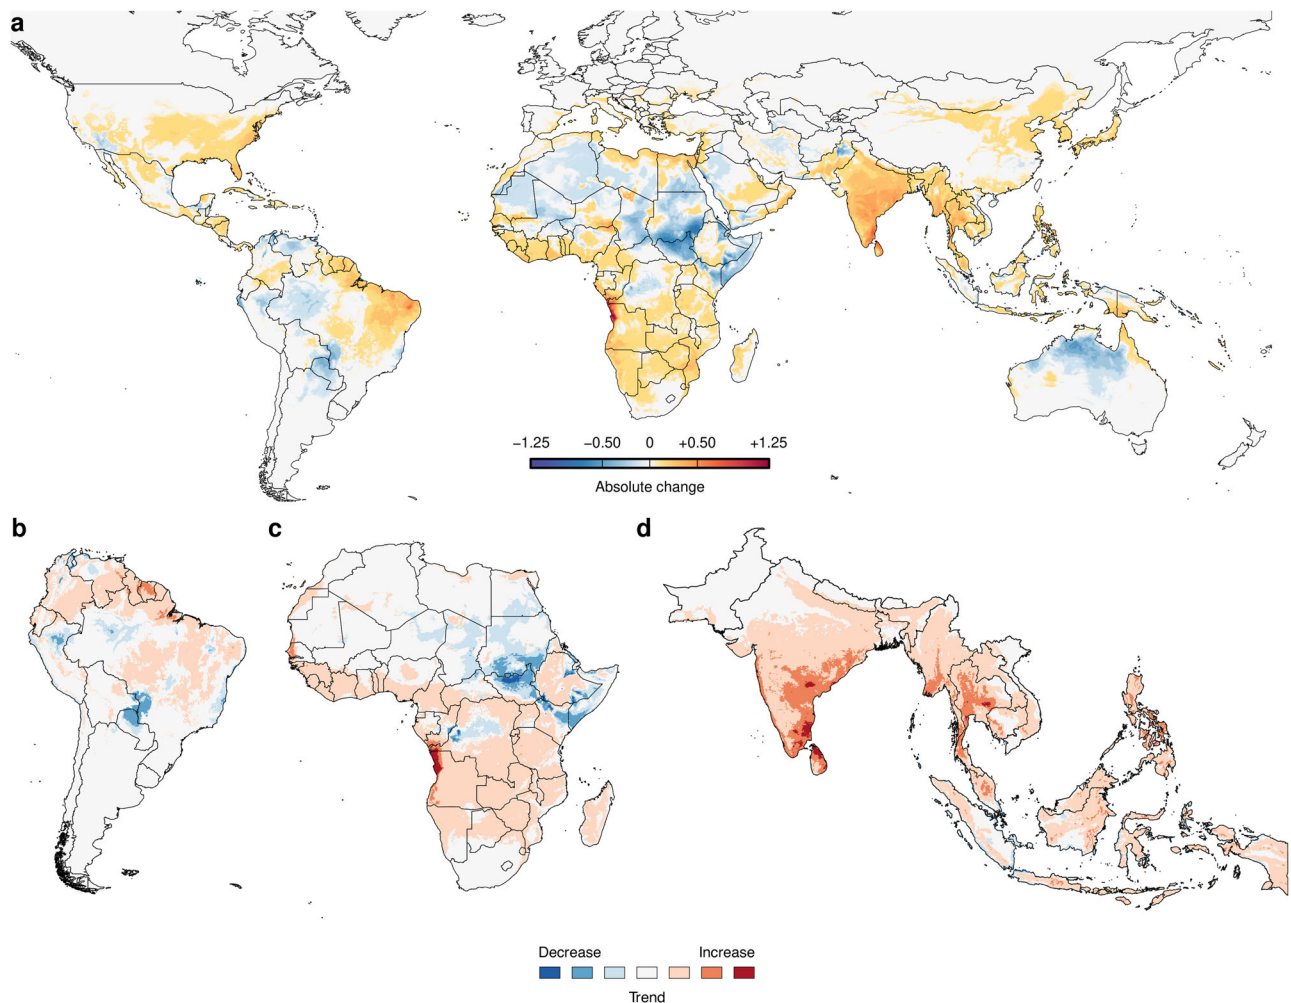 a
−1.25 −0.50 0 +0.50 +1.25
Absolute change
b c d
Decrease Increase
Trend